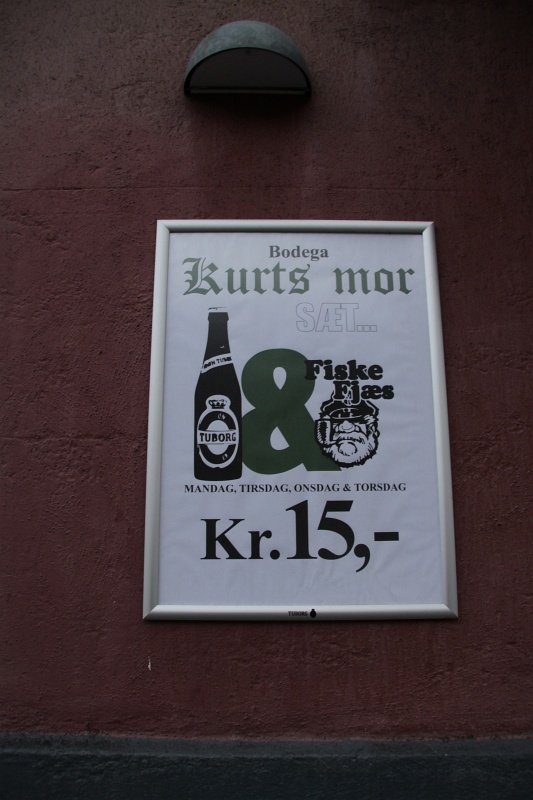 Bodega
Kurts mor
SÆT...
TUBORG
&
Fiske
Fjæs
MANDAG, TIRSDAG, ONSDAG & TORSDAG
Kr. 15,-
TUBORG